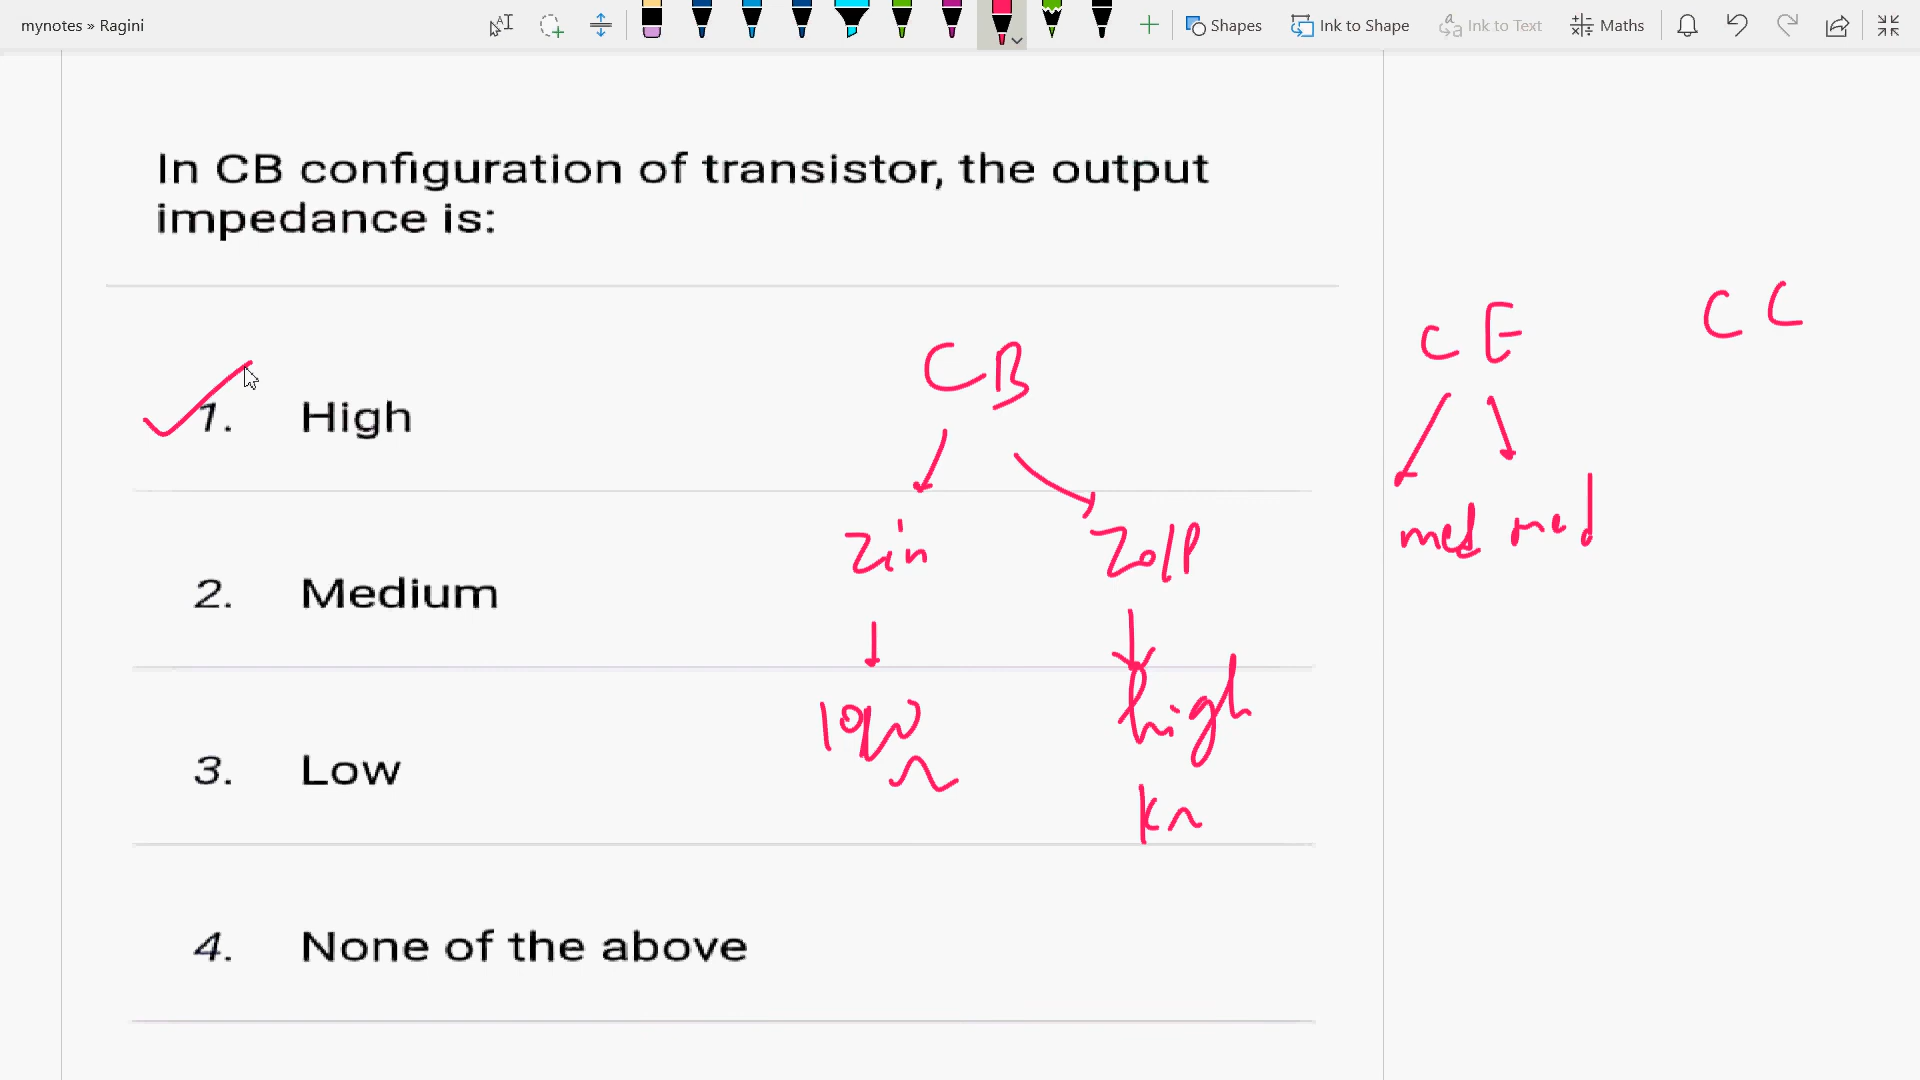 mynotes » Ragini
Shapes
Ink to Shape
Ink to Text
Maths
In CB configuration of transistor, the output
impedance is:
1. High
2. Medium
3. Low
4. None of the above
CB
Zin
Zo/P
low
high
kΩ
CE
med med
CC